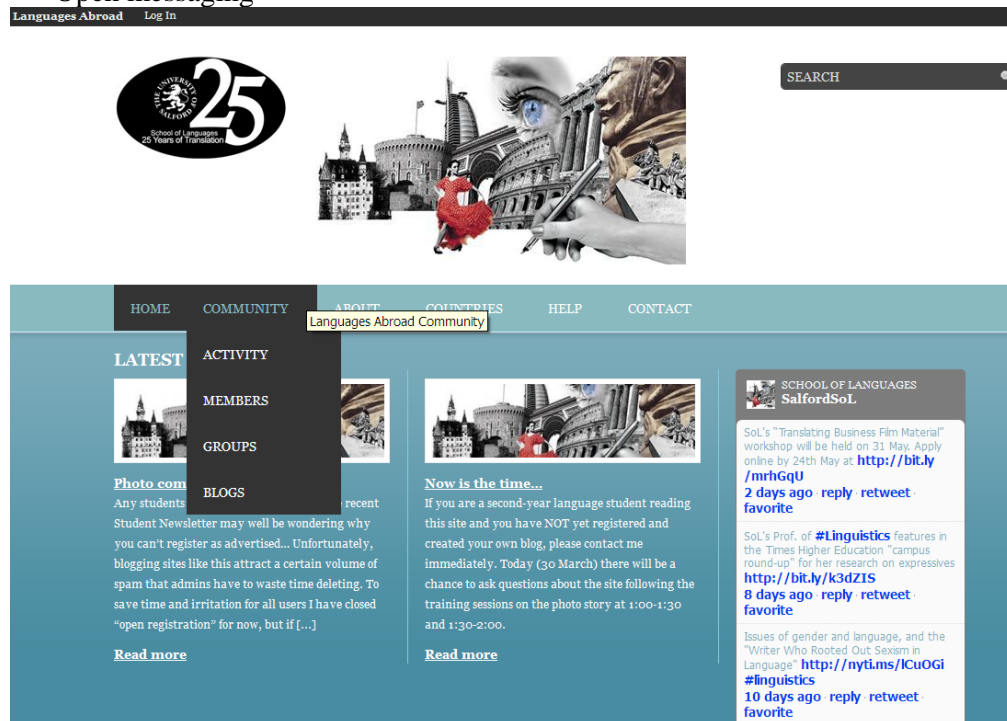 Open messaging
Languages Abroad Log In
THE UNIVERSITY OF SALFORD
25
School of Languages
25 Years of Translation
SEARCH
HOME COMMUNITY ABOUT COUNTRIES HELP CONTACT
Languages Abroad Community
ACTIVITY
MEMBERS
GROUPS
BLOGS
LATEST
Photo com
Any students recent
Student Newsletter may well be wondering why
you can't register as advertised... Unfortunately,
blogging sites like this attract a certain volume of
spam that admins have to waste time deleting. To
save time and irritation for all users I have closed
“open registration” for now, but if [...]
Read more
Now is the time...
If you are a second-year language student reading
this site and you have NOT yet registered and
created your own blog, please contact me
immediately. Today (30 March) there will be a
chance to ask questions about the site following the
training sessions on the photo story at 1:00-1:30
and 1:30-2:00.
Read more
SCHOOL OF LANGUAGES
SalfordSoL
SoL's "Translating Business Film Material"
workshop will be held on 31 May. Apply
online by 24th May at http://bit.ly
/mrhGqU
2 days ago · reply · retweet ·
favorite
SoL's Prof. of #Linguistics features in
the Times Higher Education "campus
round-up" for her research on expressives
http://bit.ly/k3dZIS
8 days ago · reply · retweet ·
favorite
Issues of gender and language, and the
"Writer Who Rooted Out Sexism in
Language" http://nyti.ms/lCuOGi
#linguistics
10 days ago · reply · retweet ·
favorite